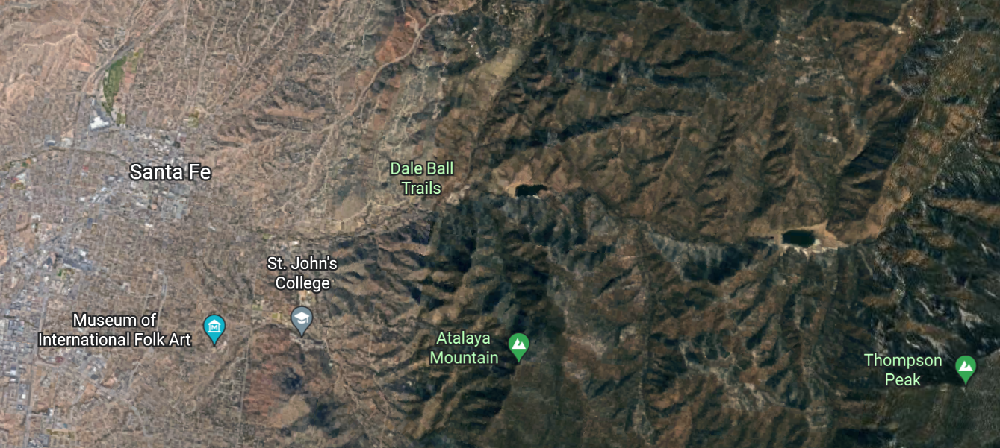 Santa Fe
Dale Ball
Trails
St. John's
College
Museum of
International Folk Art
Atalaya
Mountain
Thompson
Peak